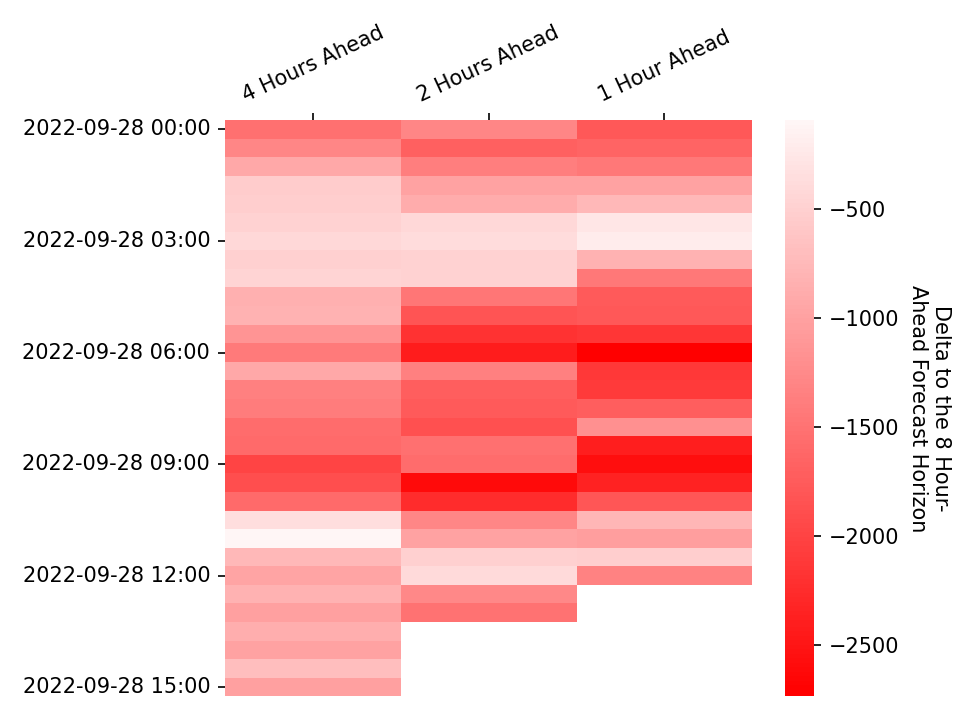 4 Hours Ahead
2 Hours Ahead
1 Hour Ahead
2022-09-28 00:00
2022-09-28 03:00
2022-09-28 06:00
2022-09-28 09:00
2022-09-28 12:00
2022-09-28 15:00
−500
−1000
−1500
−2000
−2500
Delta to the 8 Hour-
Ahead Forecast Horizon